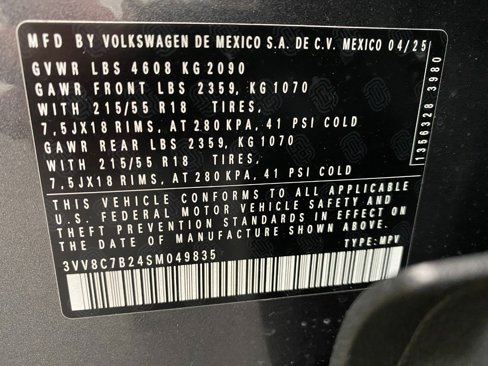 MFD BY VOLKSWAGEN DE MEXICO S.A. DE C.V. MEXICO 04/25
GVWR LBS 4608 KG 2090
GAWR FRONT LBS 2359, KG 1070
WITH 215/55 R18 TIRES,
7,5JX18 RIMS, AT 280 KPA, 41 PSI COLD
GAWR REAR LBS 2359, KG 1070
WITH 215/55 R18 TIRES,
7,5JX18 RIMS, AT 280 KPA, 41 PSI COLD
THIS VEHICLE CONFORMS TO ALL APPLICABLE
U.S. FEDERAL MOTOR VEHICLE SAFETY AND
THEFT PREVENTION STANDARDS IN EFFECT ON
THE DATE OF MANUFACTURE SHOWN ABOVE.
3VV8C7B24SM049835 TYPE: MPV
1356328 3980